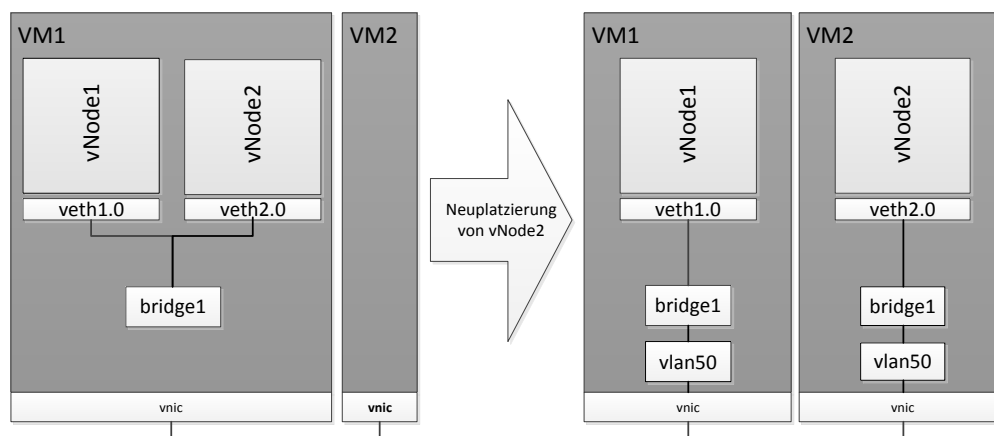 VM1
vNode1
vNode2
veth1.0
veth2.0
bridge1
vnic
VM2
vnic
Neuplatzierung
von vNode2
VM1
vNode1
veth1.0
bridge1
vlan50
vnic
VM2
vNode2
veth2.0
bridge1
vlan50
vnic